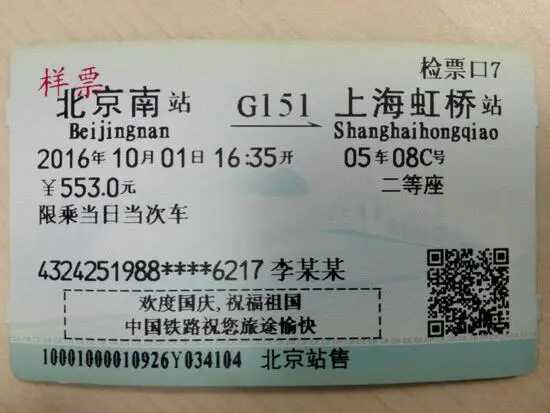 样票
检票口7
北京南站 G151 上海虹桥站
Beijingnan Shanghaihongqiao
2016年10月01日16:35开 05车08C号
￥553.0元 二等座
限乘当日当次车
4324251988****6217 李某某
欢度国庆,祝福祖国
中国铁路祝您旅途愉快
10001000010926Y034104 北京站售